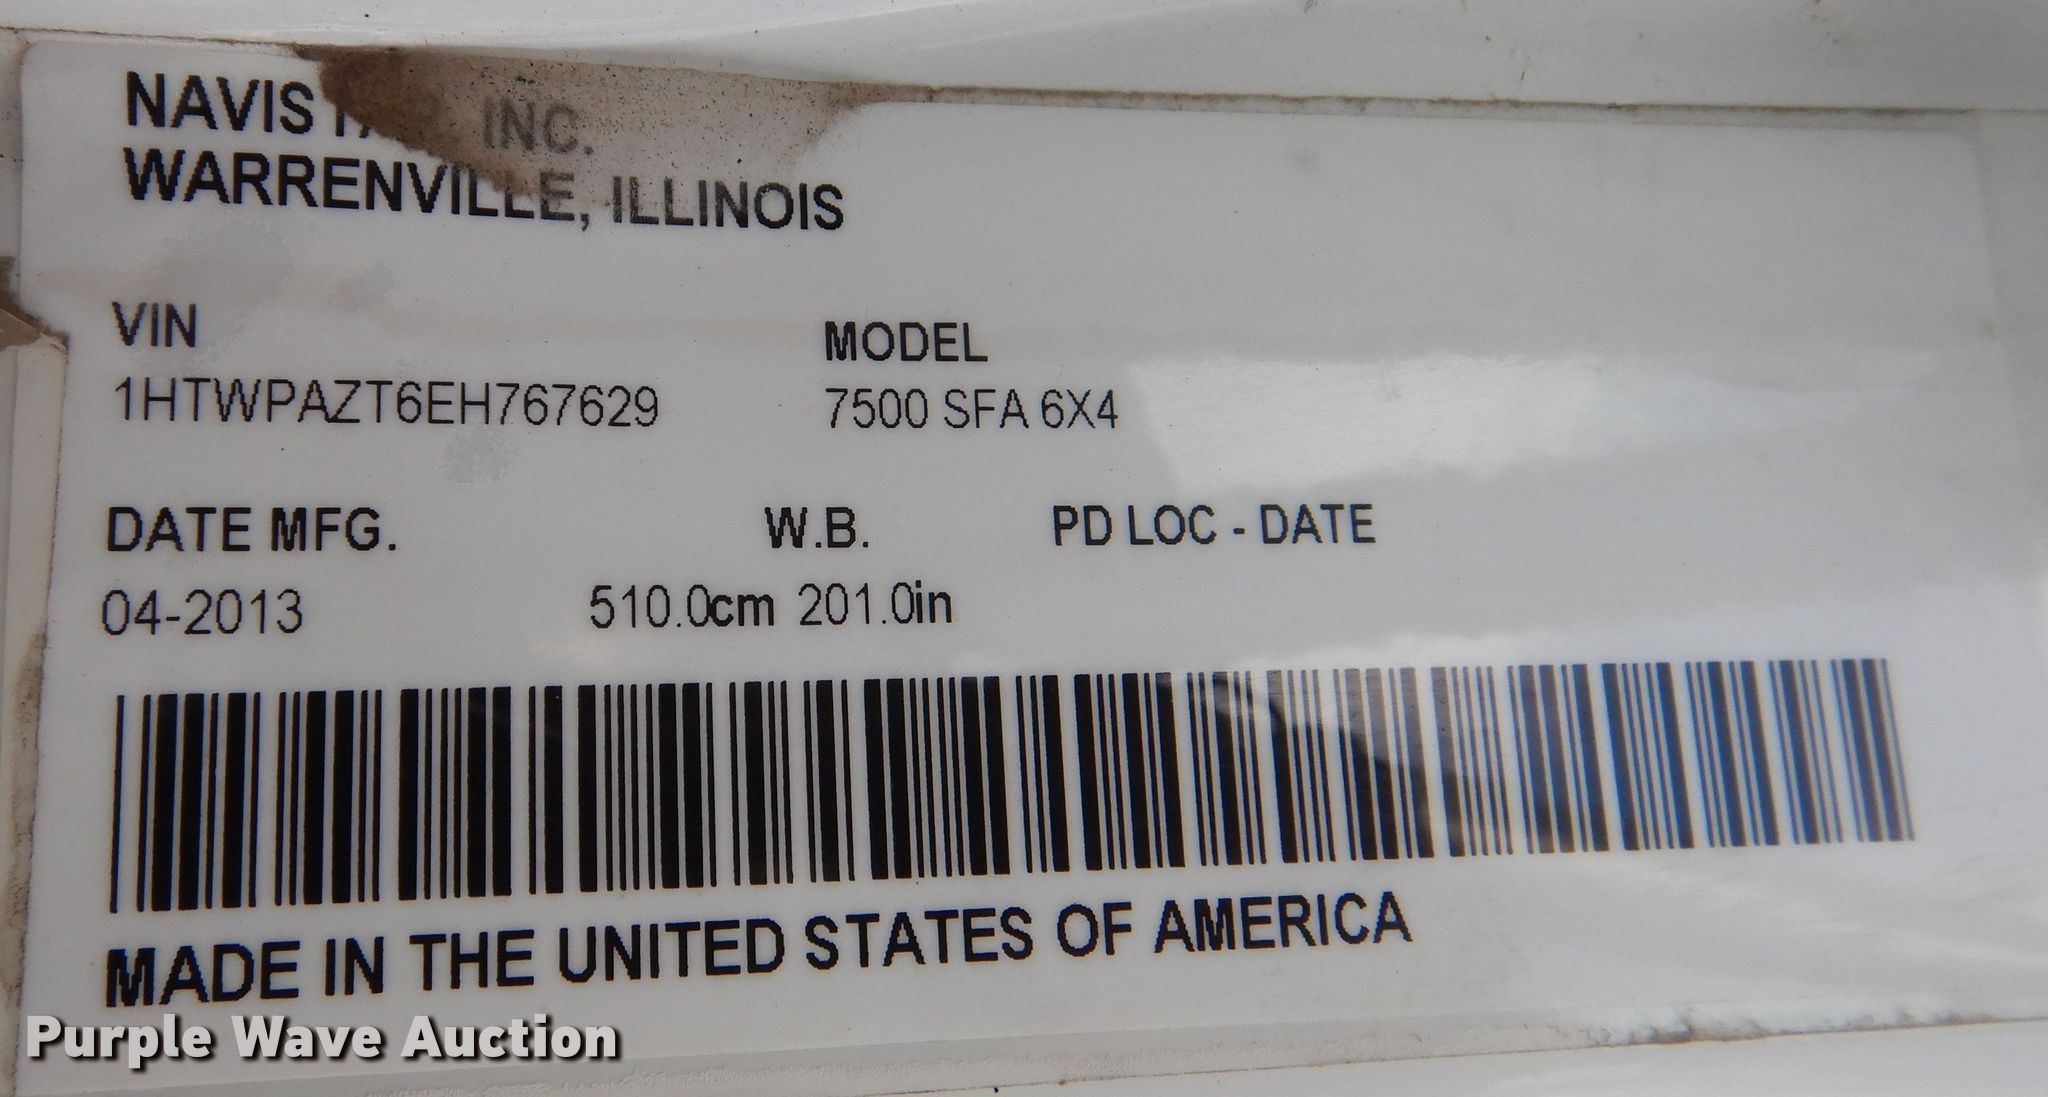 NAVISTAR, INC.
WARRENVILLE, ILLINOIS
VIN MODEL
1HTWPAZT6EH767629 7500 SFA 6X4
DATE MFG. W.B. PD LOC - DATE
04-2013 510.0cm 201.0in
MADE IN THE UNITED STATES OF AMERICA
Purple Wave Auction